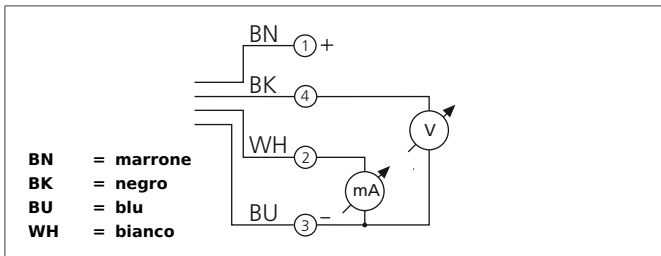 BN 1 +
BK 4
V
WH 2
mA
BU 3 –
BN = marrone
BK = negro
BU = blu
WH = bianco